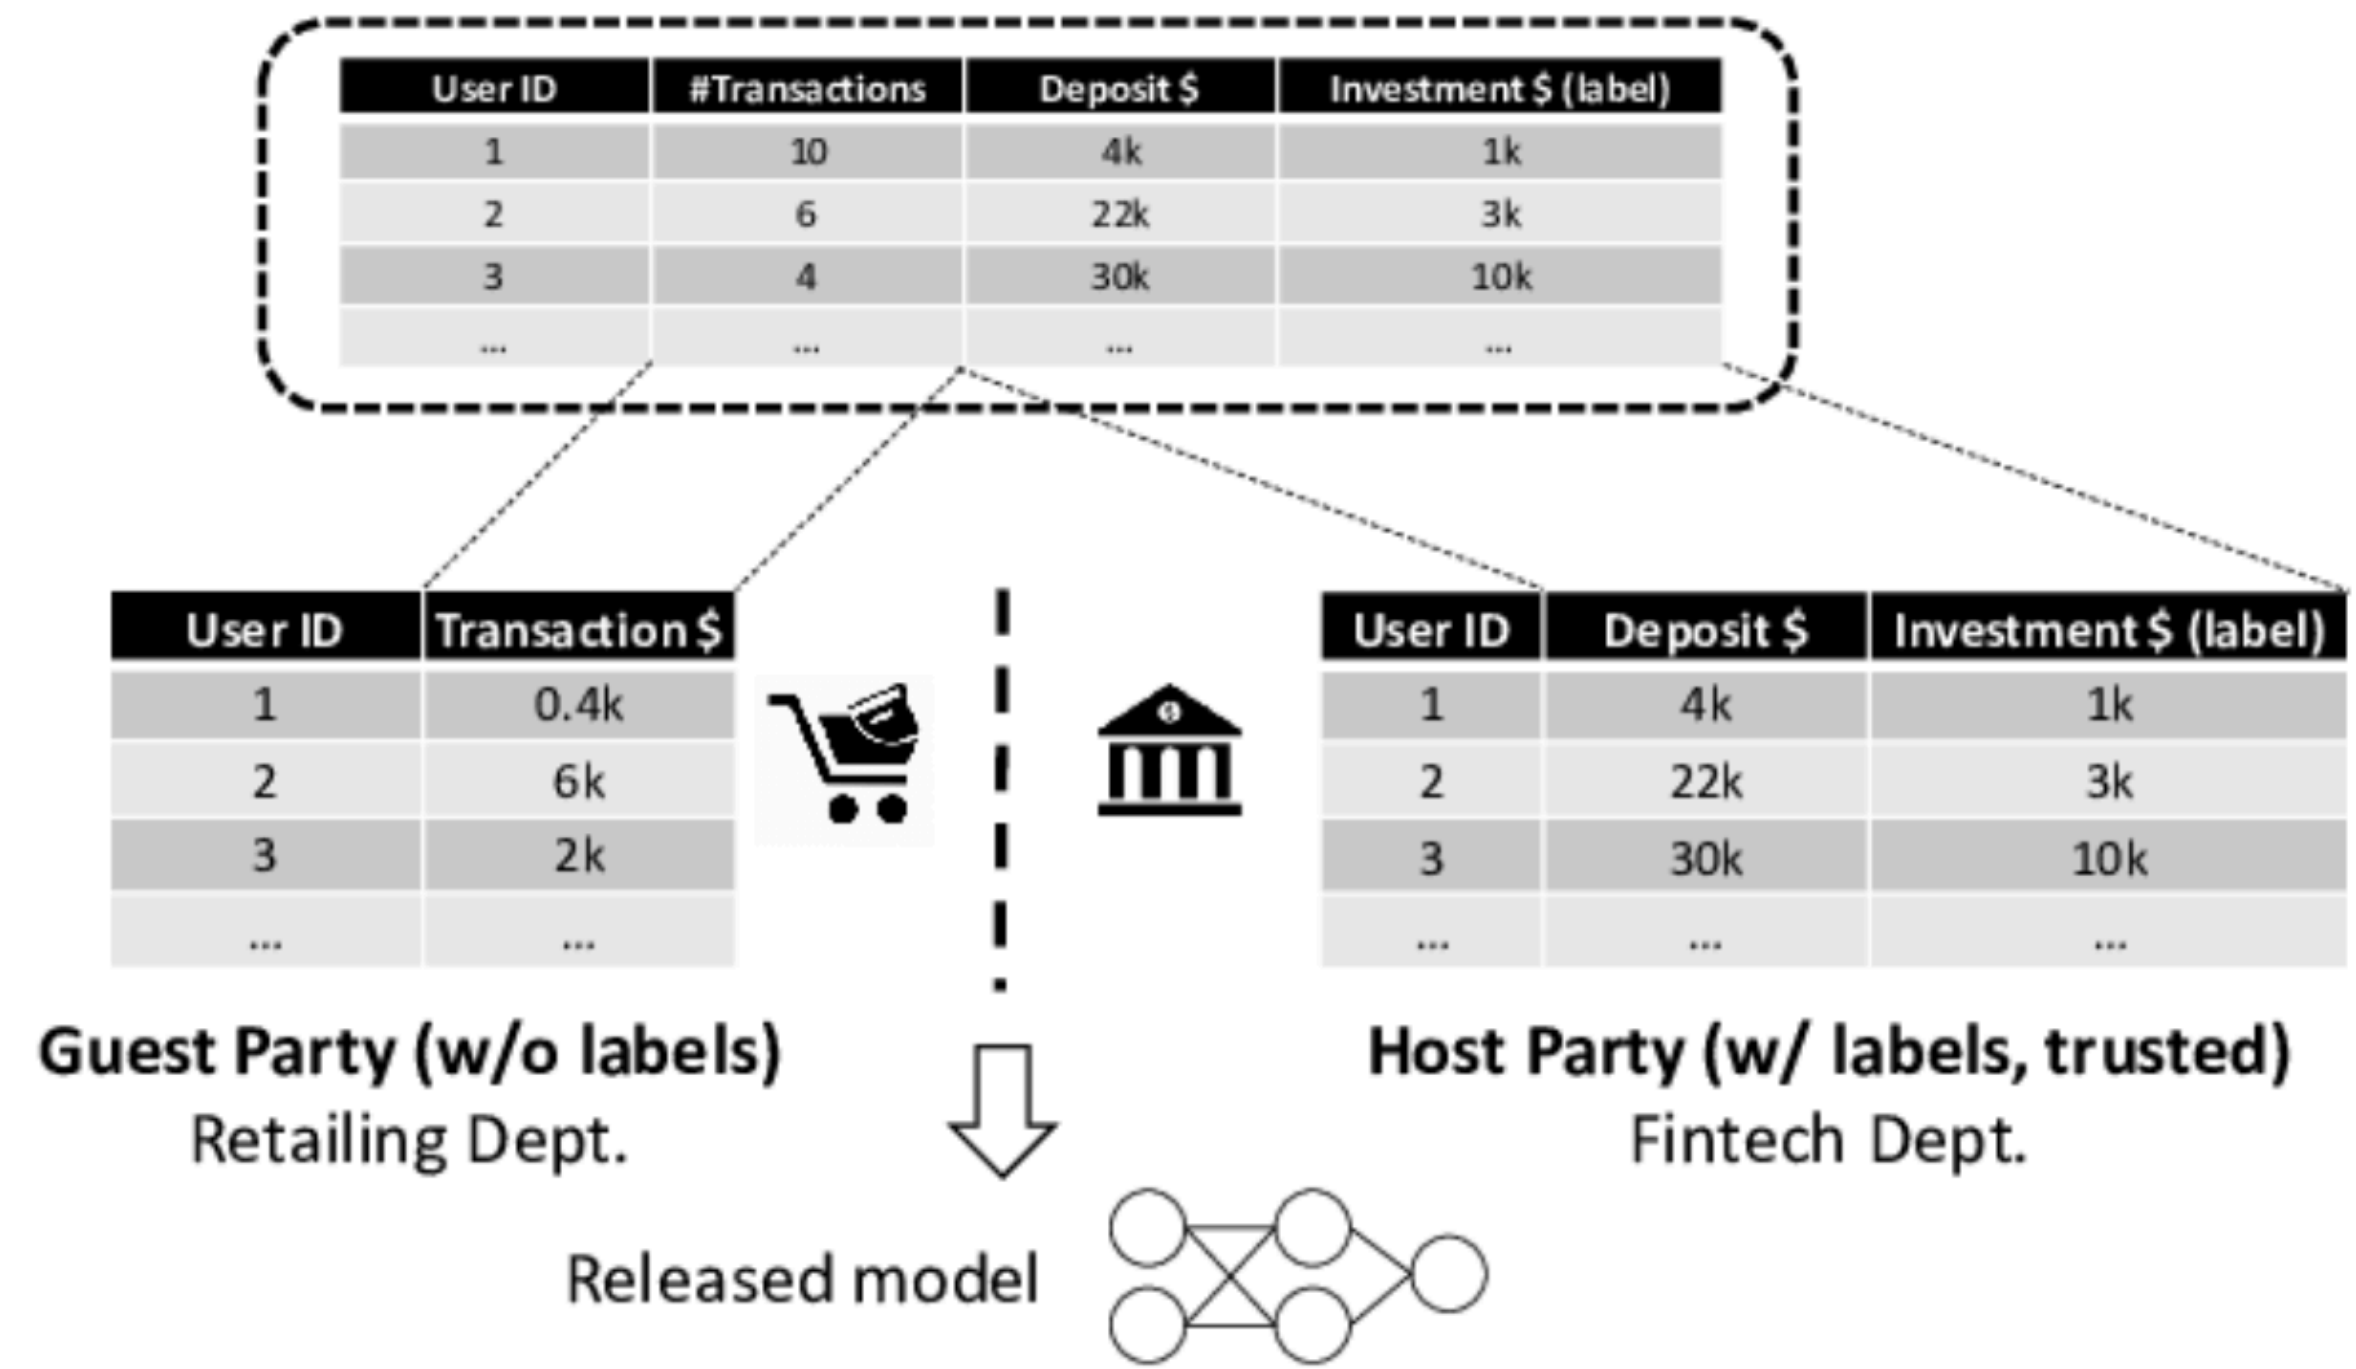 User ID #Transactions Deposit $ Investment $ (label)
1 10 4k 1k
2 6 22k 3k
3 4 30k 10k
... ... ... ...
User ID Transaction $
1 0.4k
2 6k
3 2k
... ...
$
User ID Deposit $ Investment $ (label)
1 4k 1k
2 22k 3k
3 30k 10k
... ... ...
Guest Party (w/o labels)
Retailing Dept.
Host Party (w/ labels, trusted)
Fintech Dept.
Released model